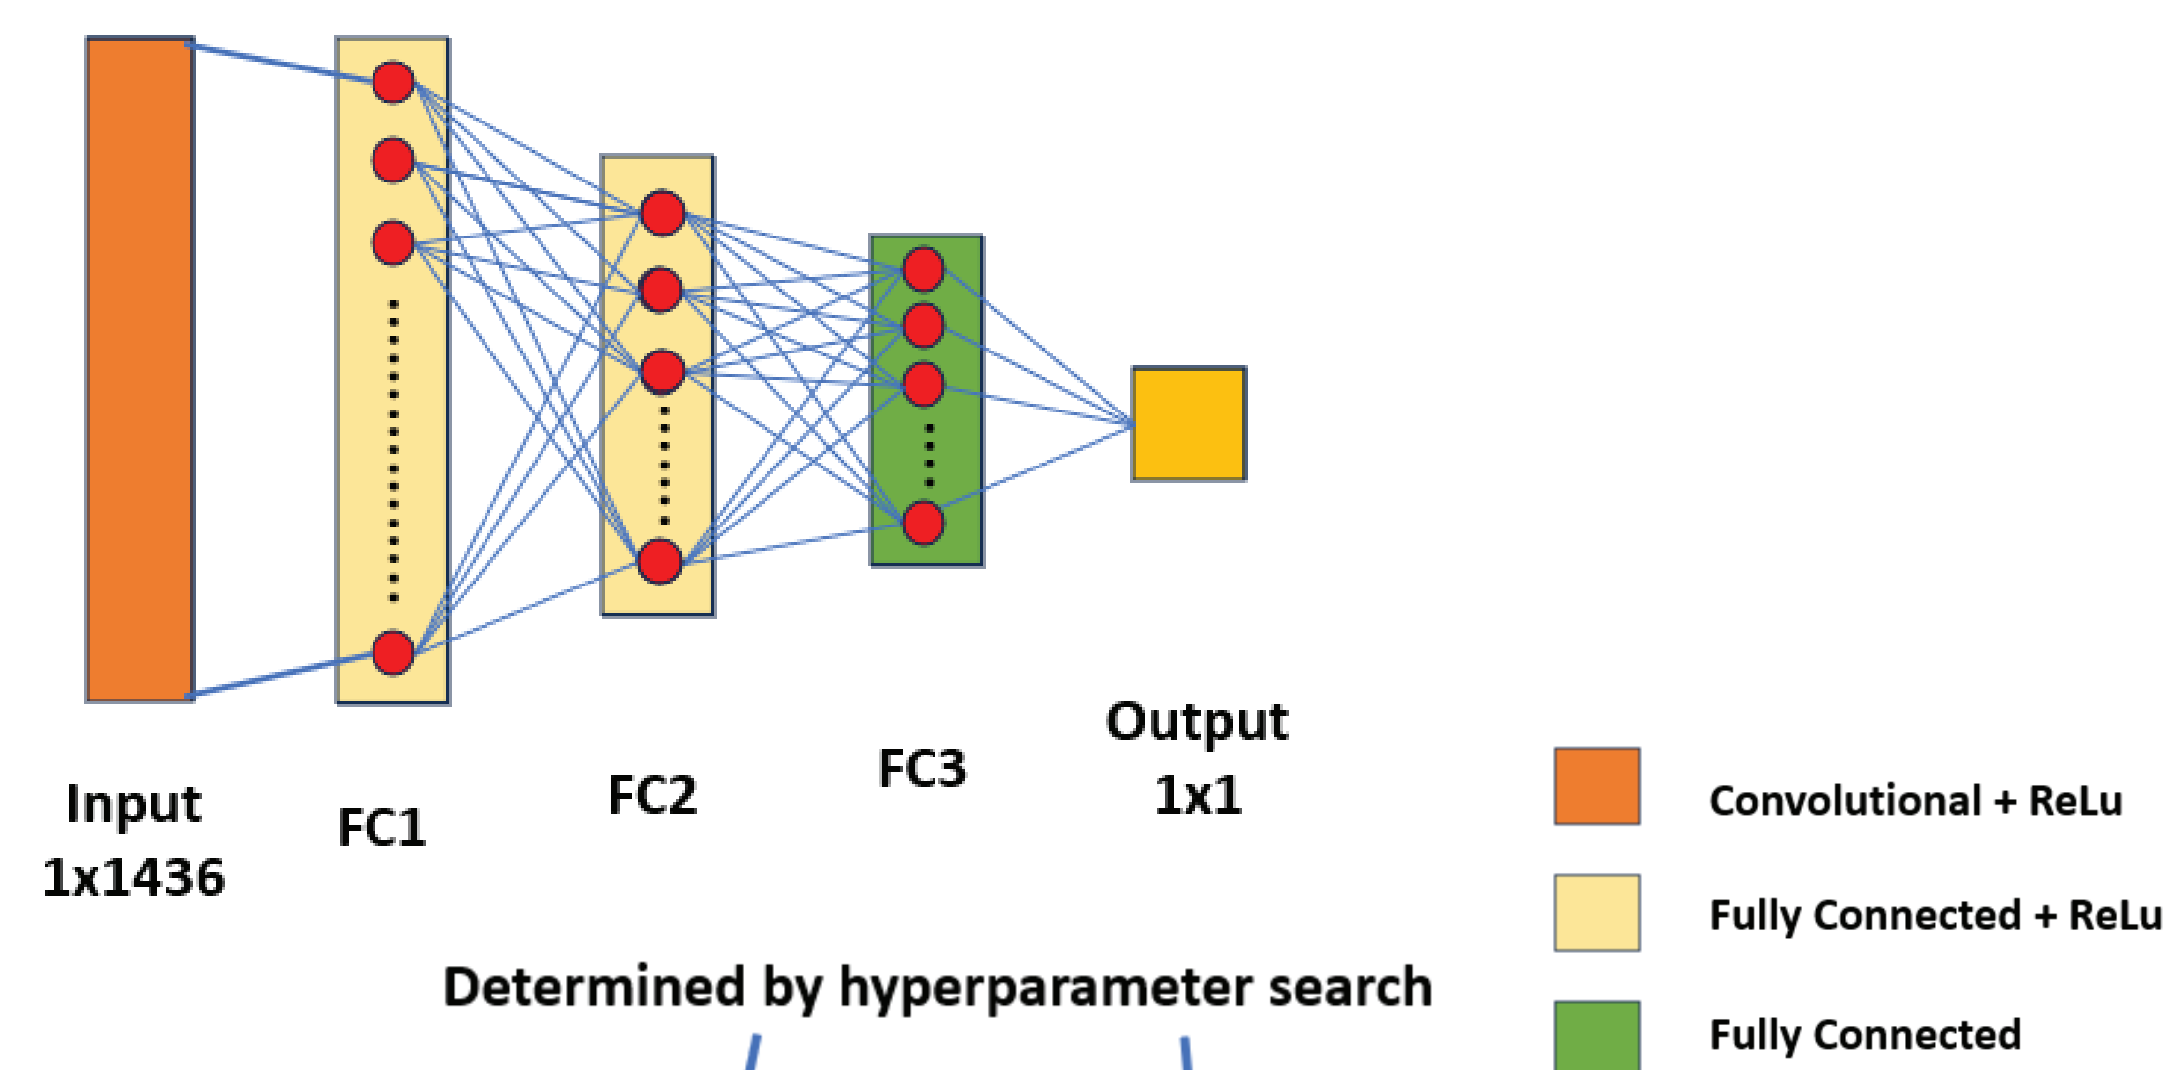 Input
1x1436
FC1
FC2
FC3
Output
1x1
Convolutional + ReLu
Fully Connected + ReLu
Fully Connected
Determined by hyperparameter search